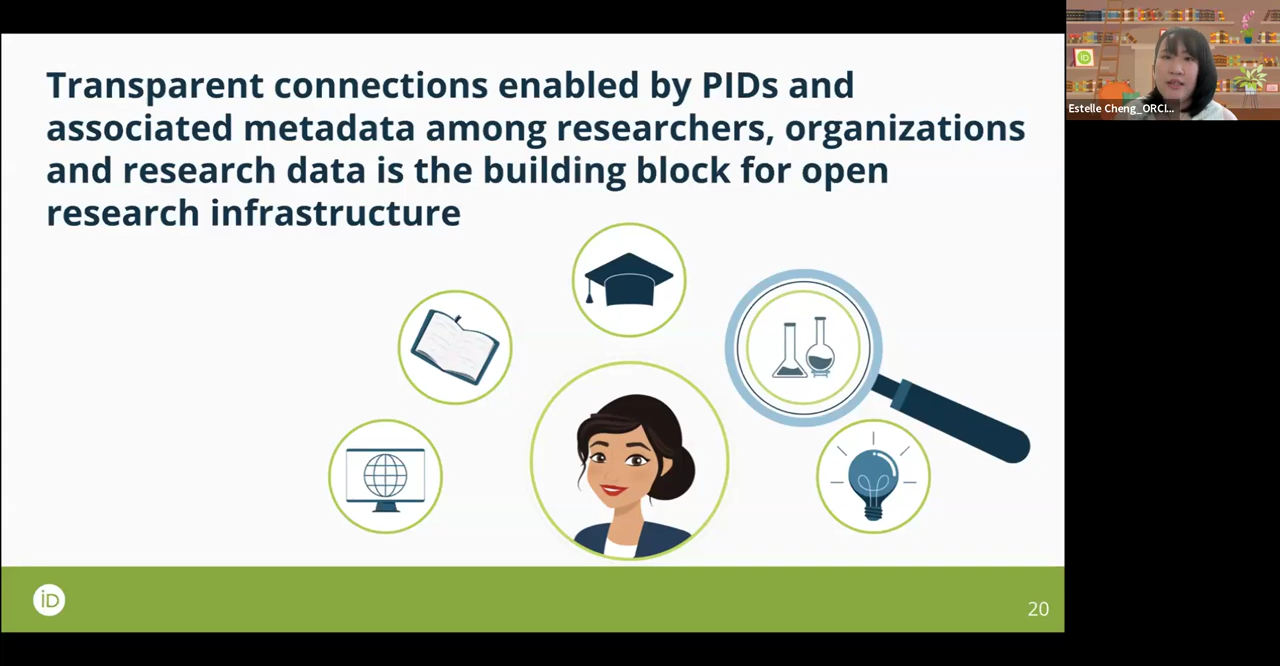 Transparent connections enabled by PIDs and
associated metadata among researchers, organizations
and research data is the building block for open
research infrastructure
Estelle Cheng_ORCI...
iD
20